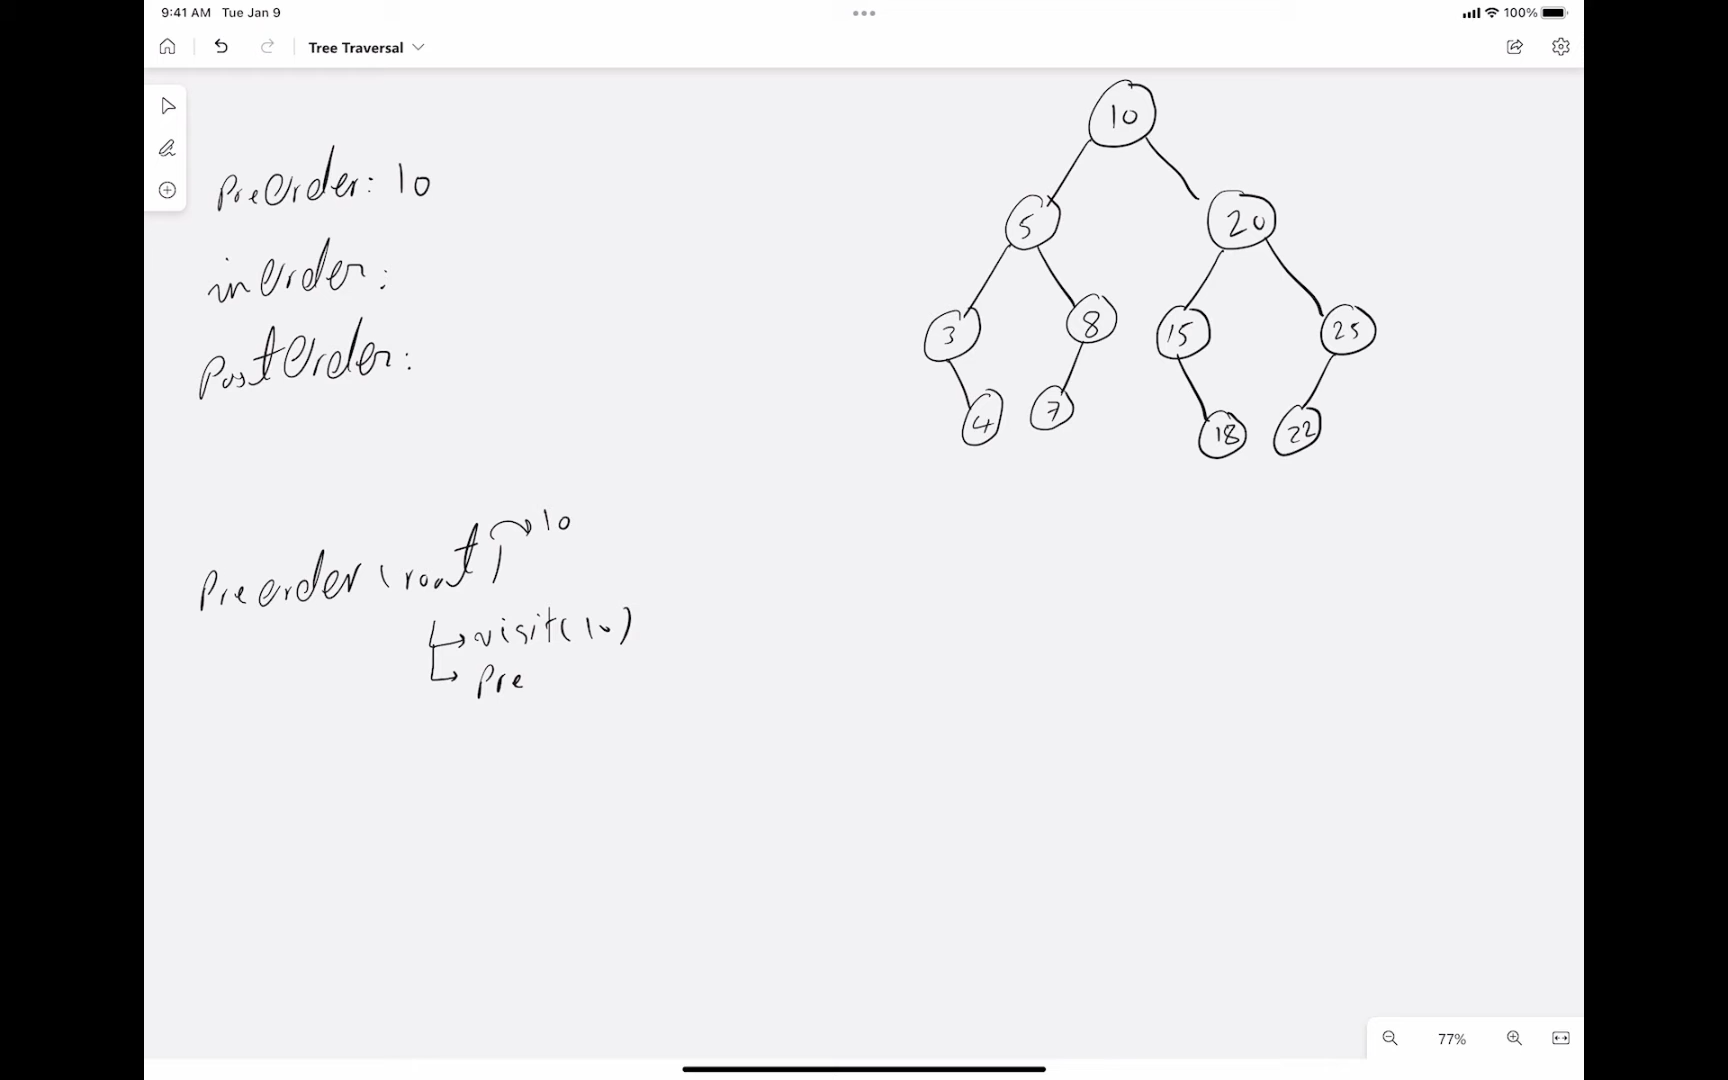 9:41 AM Tue Jan 9
100%
Tree Traversal
PreOrder: 10
inOrder:
PostOrder:
10
5
20
3
8
15
25
4
7
18
22
Preorder (root) 10
visit(10)
Pre
77%